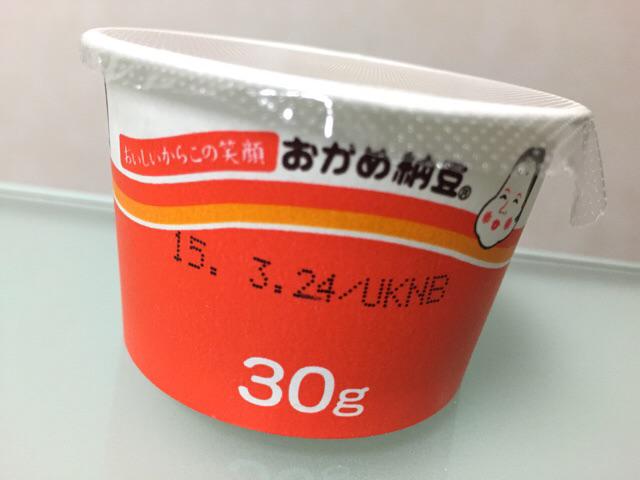 おいしいからこの笑顔
おかめ納豆®
15. 3.24/UKNB
30g